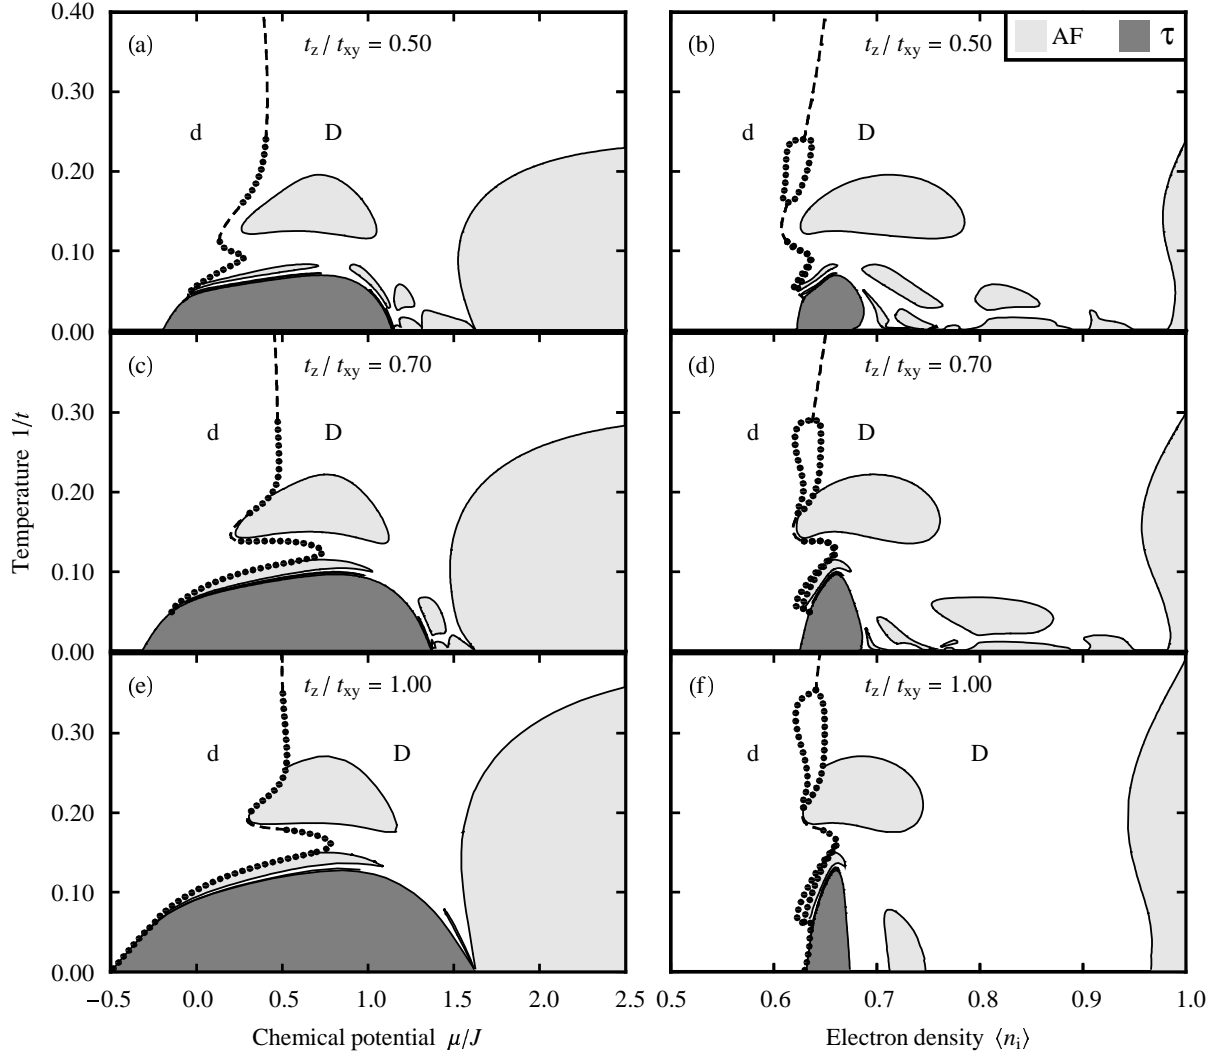 0.40
(a)
t_z / t_xy = 0.50
(b)
t_z / t_xy = 0.50
AF
τ
0.30
d
D
d
D
0.20
0.10
0.00
(c)
t_z / t_xy = 0.70
(d)
t_z / t_xy = 0.70
Temperature 1/t
0.30
d
D
d
D
0.20
0.10
0.00
(e)
t_z / t_xy = 1.00
(f)
t_z / t_xy = 1.00
0.30
d
D
d
D
0.20
0.10
0.00
−0.5 0.0 0.5 1.0 1.5 2.0 2.5
0.5 0.6 0.7 0.8 0.9 1.0
Chemical potential μ/J
Electron density ⟨n_i⟩